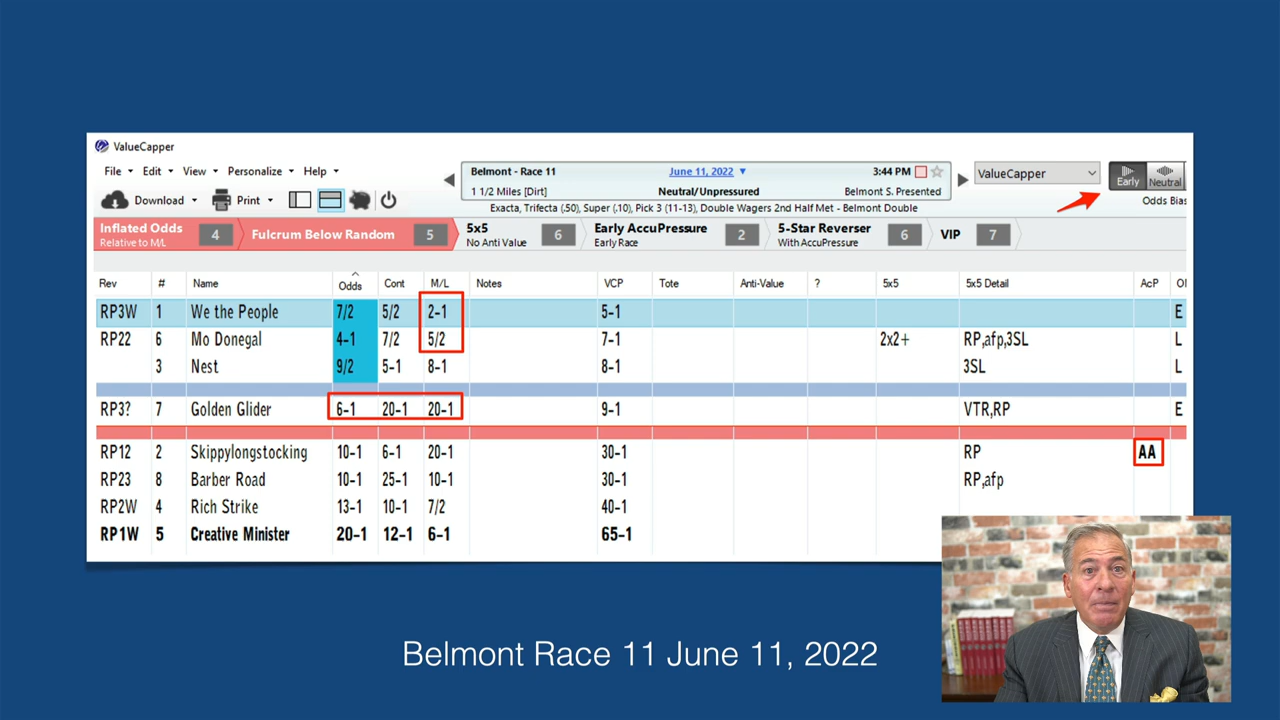 ValueCapper
File Edit View Personalize Help
Download Print
Belmont - Race 11 June 11, 2022 3:44 PM
1 1/2 Miles [Dirt] Neutral/Unpressured Belmont S. Presented
Exacta, Trifecta (.50), Super (.10), Pick 3 (11-13), Double Wagers 2nd Half Met - Belmont Double
ValueCapper
Early Neutral
Odds Bias
Inflated Odds 4 Fulcrum Below Random 5 5x5 6 Early AccuPressure 2 5-Star Reverser 6 VIP 7
Relative to M/L No Anti Value Early Race With AccuPressure
Rev # Name Odds Cont M/L Notes VCP Tote Anti-Value ? 5x5 5x5 Detail AcP
RP3W 1 We the People 7/2 5/2 2-1 5-1 E
RP22 6 Mo Donegal 4-1 7/2 5/2 7-1 2x2+ RP,afp,3SL L
3 Nest 9/2 5-1 8-1 8-1 3SL L
RP3? 7 Golden Glider 6-1 20-1 20-1 9-1 VTR,RP E
RP12 2 Skippylongstocking 10-1 6-1 20-1 30-1 RP AA
RP23 8 Barber Road 10-1 25-1 10-1 30-1 RP,afp
RP2W 4 Rich Strike 13-1 10-1 7/2 40-1
RP1W 5 Creative Minister 20-1 12-1 6-1 65-1
Belmont Race 11 June 11, 2022